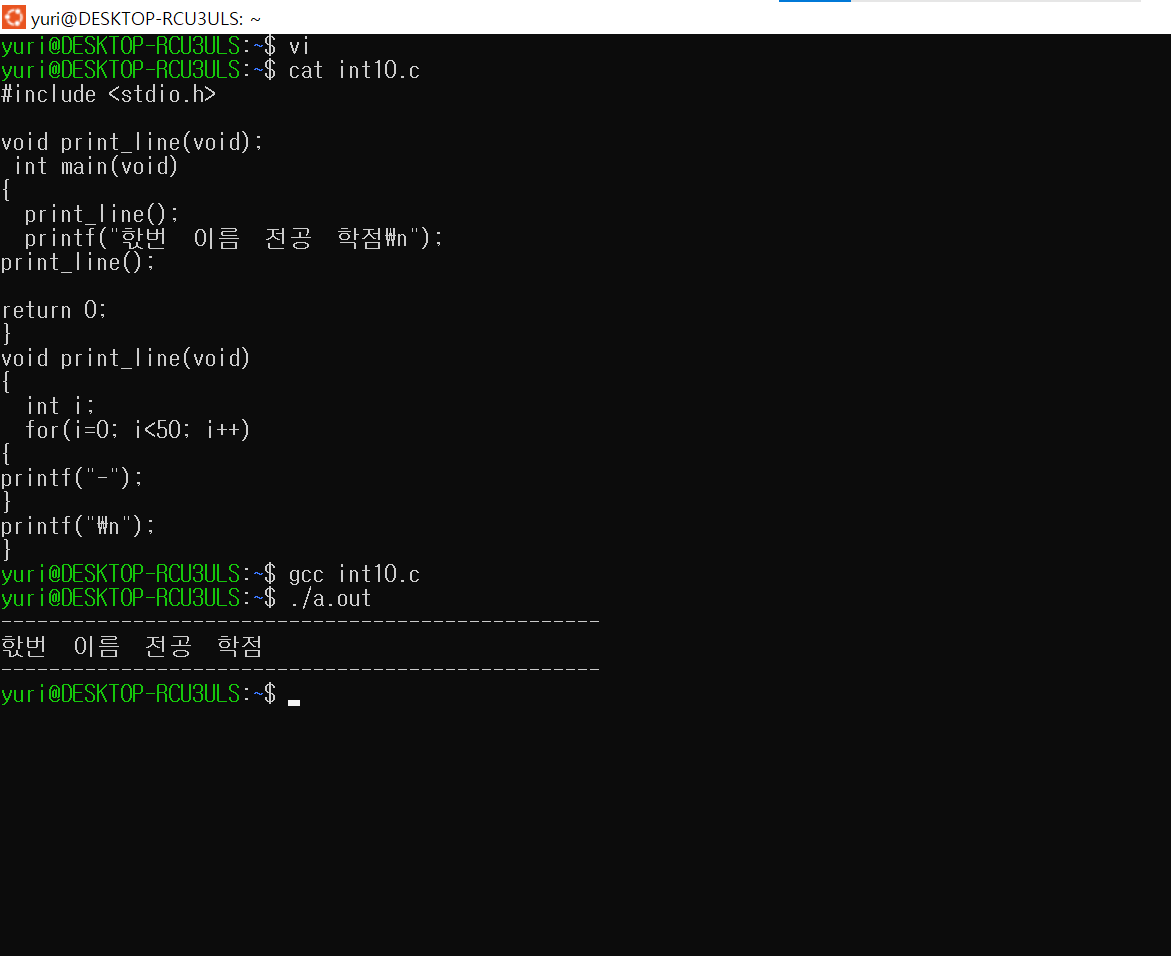 yuri@DESKTOP-RCU3ULS: ~
yuri@DESKTOP-RCU3ULS:~$ vi
yuri@DESKTOP-RCU3ULS:~$ cat int10.c
#include <stdio.h>
void print_line(void);
 int main(void)
{
  print_line();
  printf("핛번  이름  전공  학점₩n");
print_line();
return 0;
}
void print_line(void)
{
  int i;
  for(i=0; i<50; i++)
{
printf("-");
}
printf("₩n");
}
yuri@DESKTOP-RCU3ULS:~$ gcc int10.c
yuri@DESKTOP-RCU3ULS:~$ ./a.out
--------------------------------------------------
핛번  이름  전공  학점
--------------------------------------------------
yuri@DESKTOP-RCU3ULS:~$